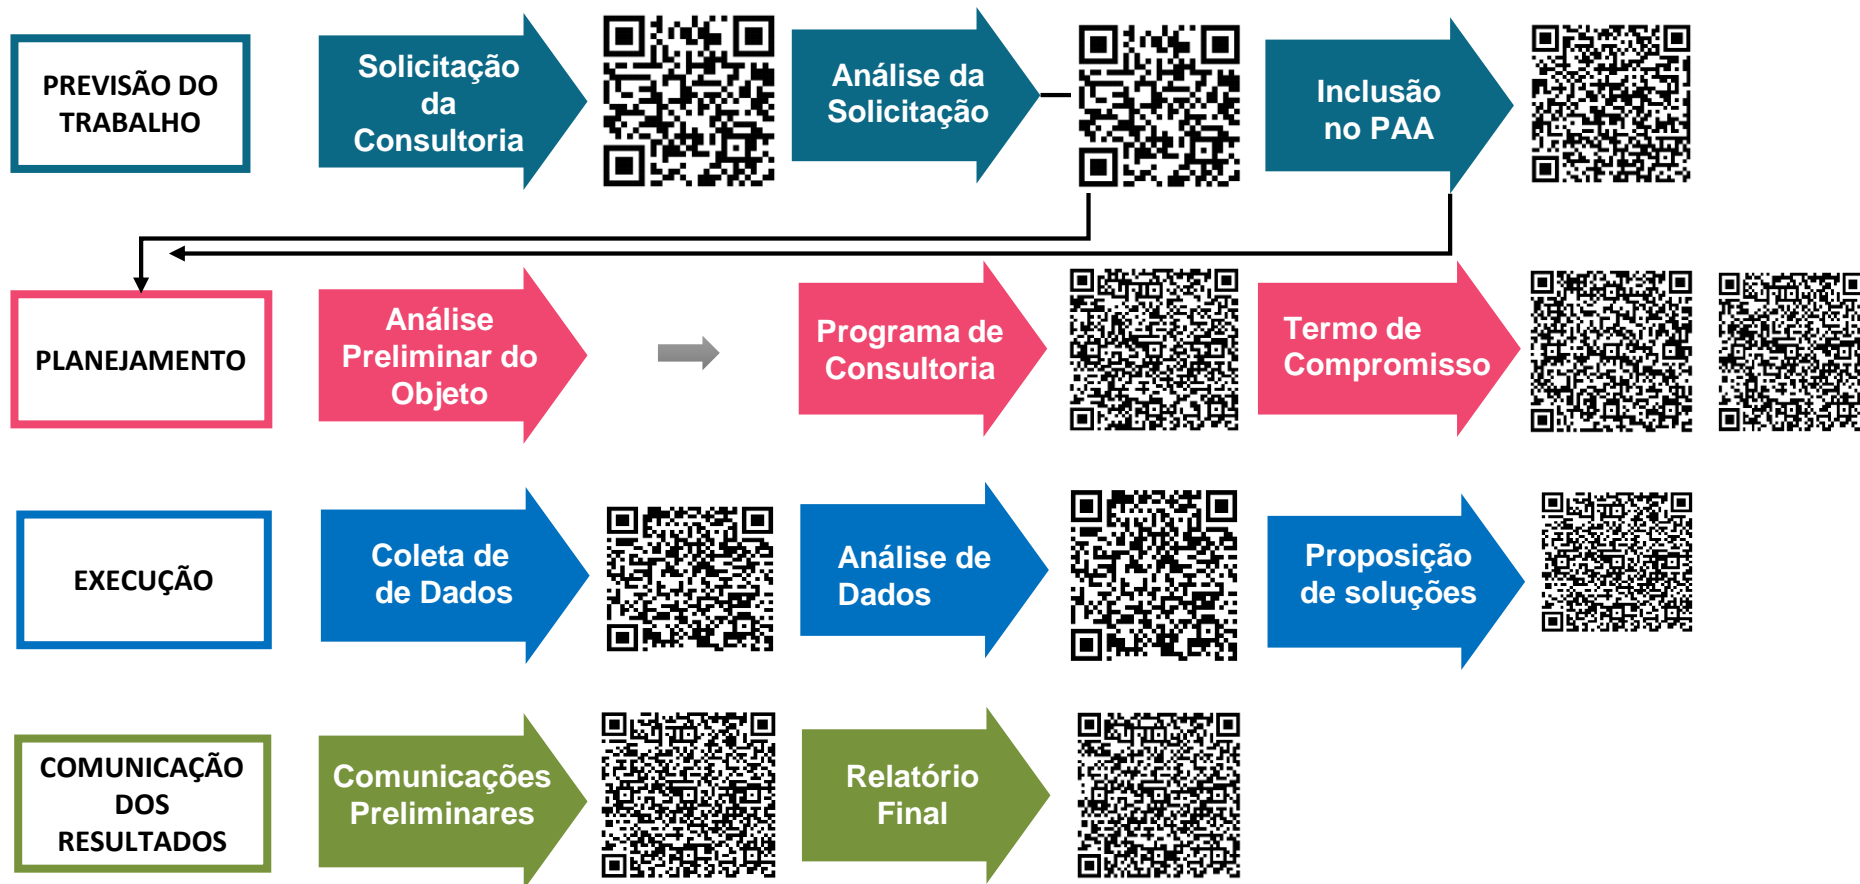 PREVISÃO DO
TRABALHO
Solicitação
da
Consultoria
Análise da
Solicitação
Inclusão
no PAA
PLANEJAMENTO
Análise
Preliminar do
Objeto
Programa de
Consultoria
Termo de
Compromisso
EXECUÇÃO
Coleta de
de Dados
Análise de
Dados
Proposição
de soluções
COMUNICAÇÃO
DOS
RESULTADOS
Comunicações
Preliminares
Relatório
Final